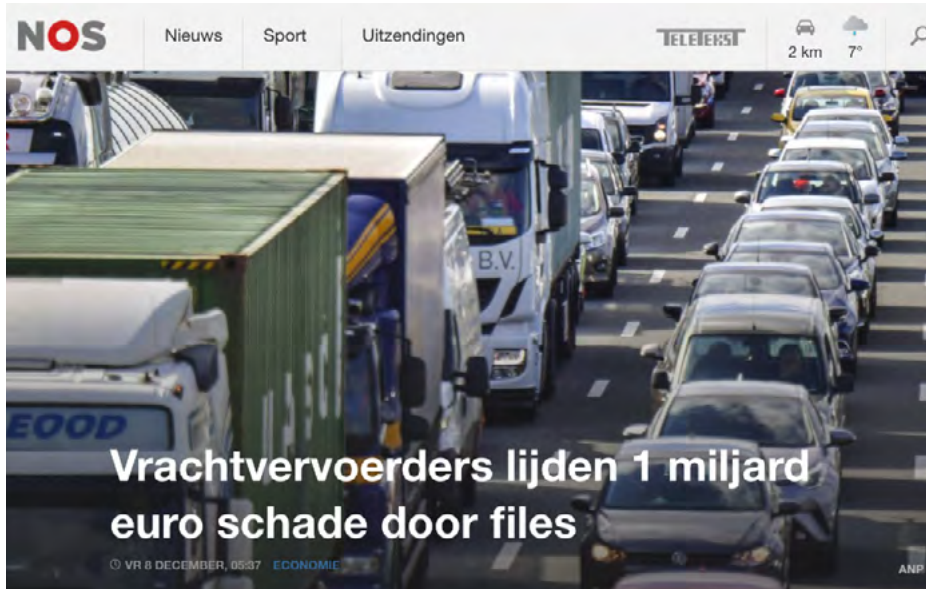 NOS Nieuws Sport Uitzendingen TELETEKST
2 km 7°
B.V.
EOOD
Vrachtvervoerders lijden 1 miljard
euro schade door files
VR 8 DECEMBER, 05:37 ECONOMIE
ANP